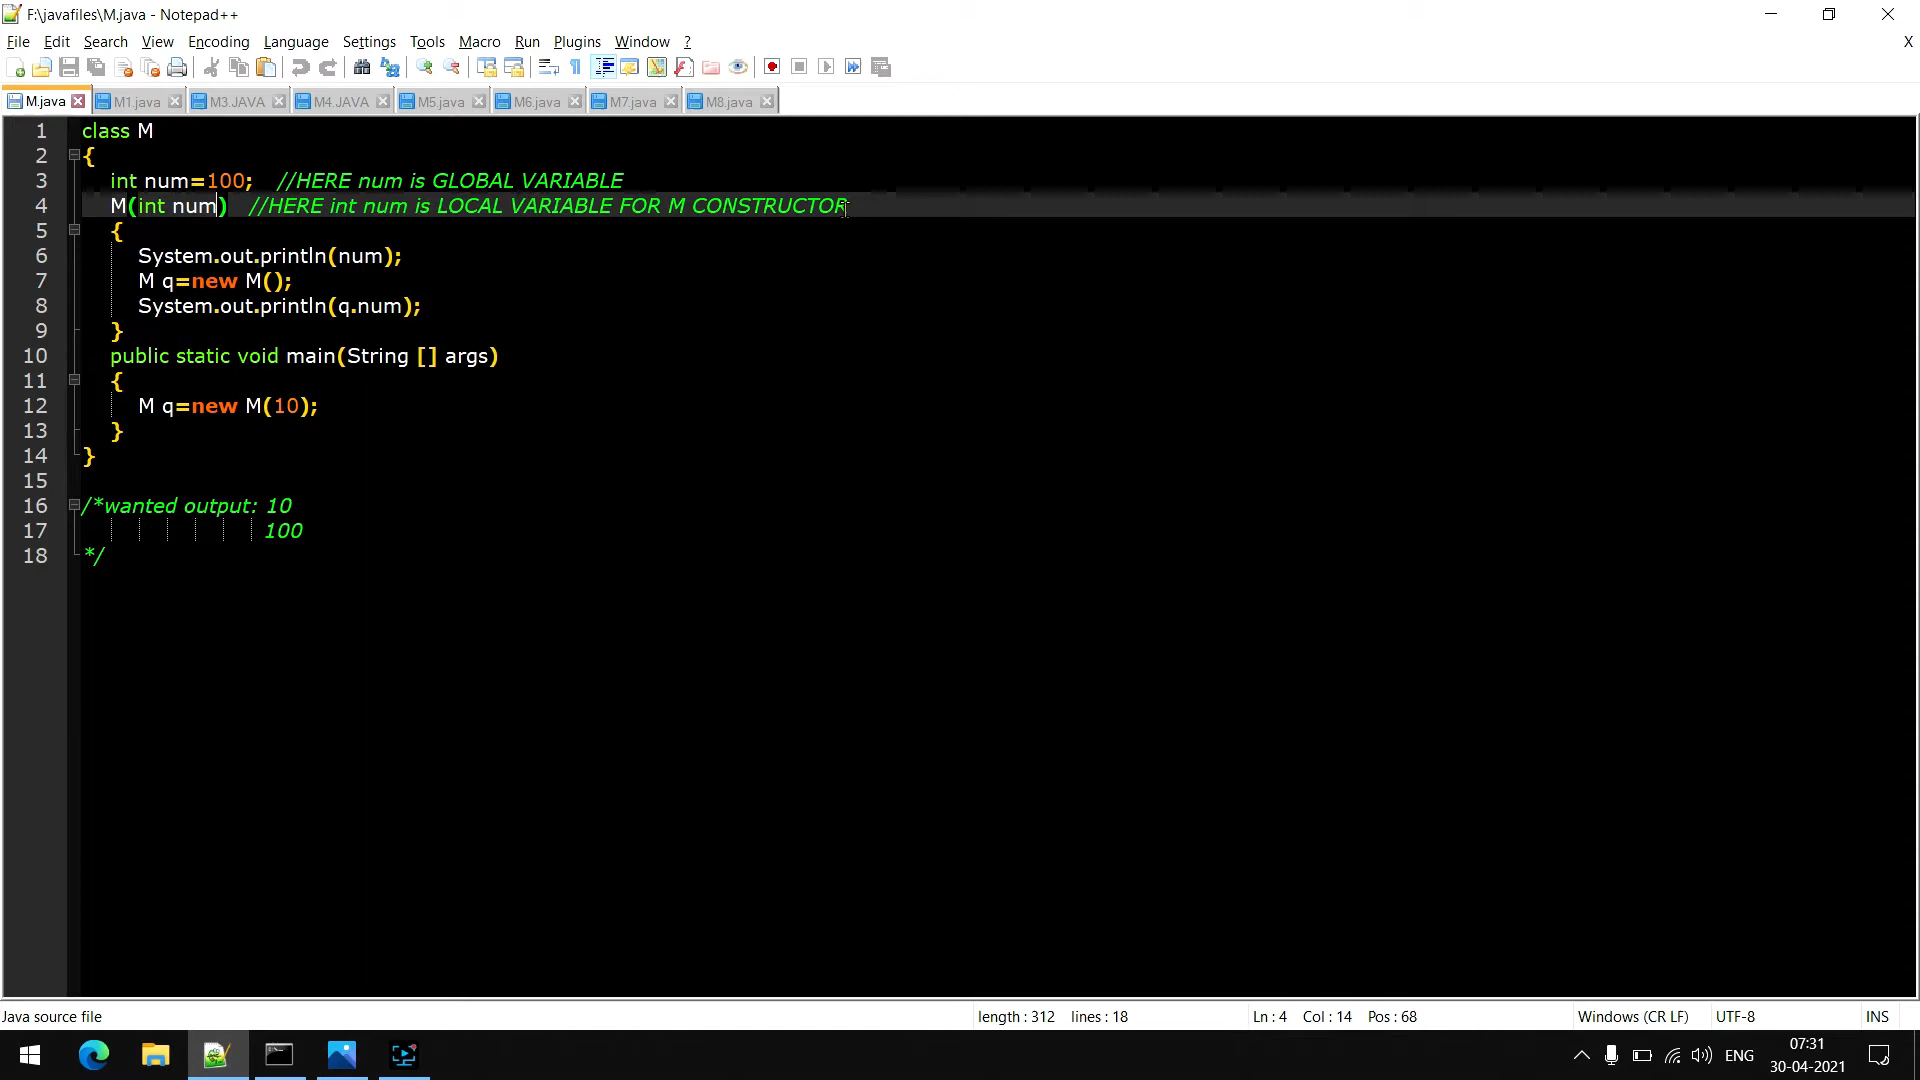 F:\javafiles\M.java - Notepad++
File Edit Search View Encoding Language Settings Tools Macro Run Plugins Window ? X
M.java M1.java M3.JAVA M4.JAVA M5.java M6.java M7.java M8.java
1 class M
2 {
3 int num=100; //HERE num is GLOBAL VARIABLE
4 M(int num) //HERE int num is LOCAL VARIABLE FOR M CONSTRUCTOR
5 {
6 System.out.println(num);
7 M q=new M();
8 System.out.println(q.num);
9 }
10 public static void main(String [] args)
11 {
12 M q=new M(10);
13 }
14 }
15
16 /*wanted output: 10
17 100
18 */
Java source file length : 312 lines : 18 Ln : 4 Col : 14 Pos : 68 Windows (CR LF) UTF-8 INS
ENG 07:31
30-04-2021